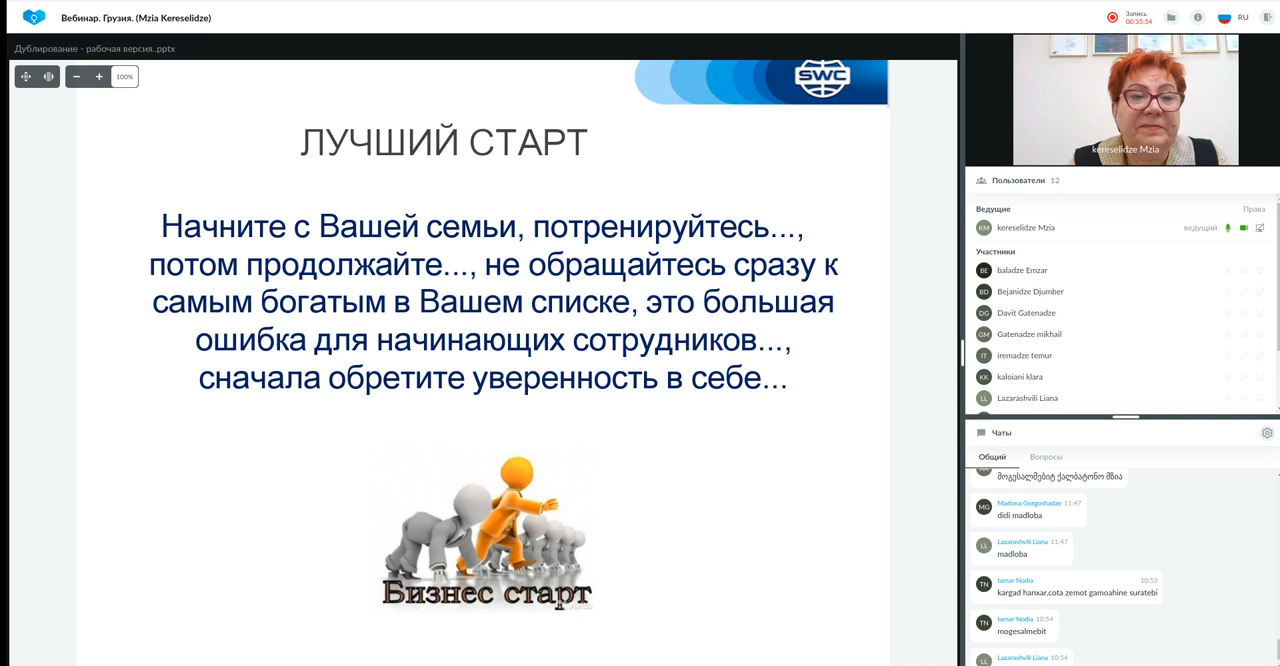 Вебинар. Грузия. (Mzia Kereselidze)
Запись
00:35:54
RU
Дублирование - рабочая версия..pptx
100%
SWC
ЛУЧШИЙ СТАРТ
Начните с Вашей семьи, потренируйтесь...,
потом продолжайте..., не обращайтесь сразу к
самым богатым в Вашем списке, это большая
ошибка для начинающих сотрудников...,
сначала обретите уверенность в себе...
Бизнес старт
kereselidze Mzia
Пользователи 12
Ведущие Права
KM kereselidze Mzia ведущий
Участники
BE baladze Emzar
BD Bejanidze Djumber
DG Davit Gatenadze
GM Gatenadze mikhail
IT iremadze temur
KK kaloiani klara
LL Lazarashvili Liana
Чаты
Общий Вопросы
მოგესალმებით ქალბატონო მზია
MG Madona Gorgoshadze 11:47
didi madloba
LL Lazarashvili Liana 11:47
madloba
TN tamar Nodia 10:53
kargad hanxar,cota zemot gamoahine suratebi
TN tamar Nodia 10:54
mogesalmebit
LL Lazarashvili Liana 10:54